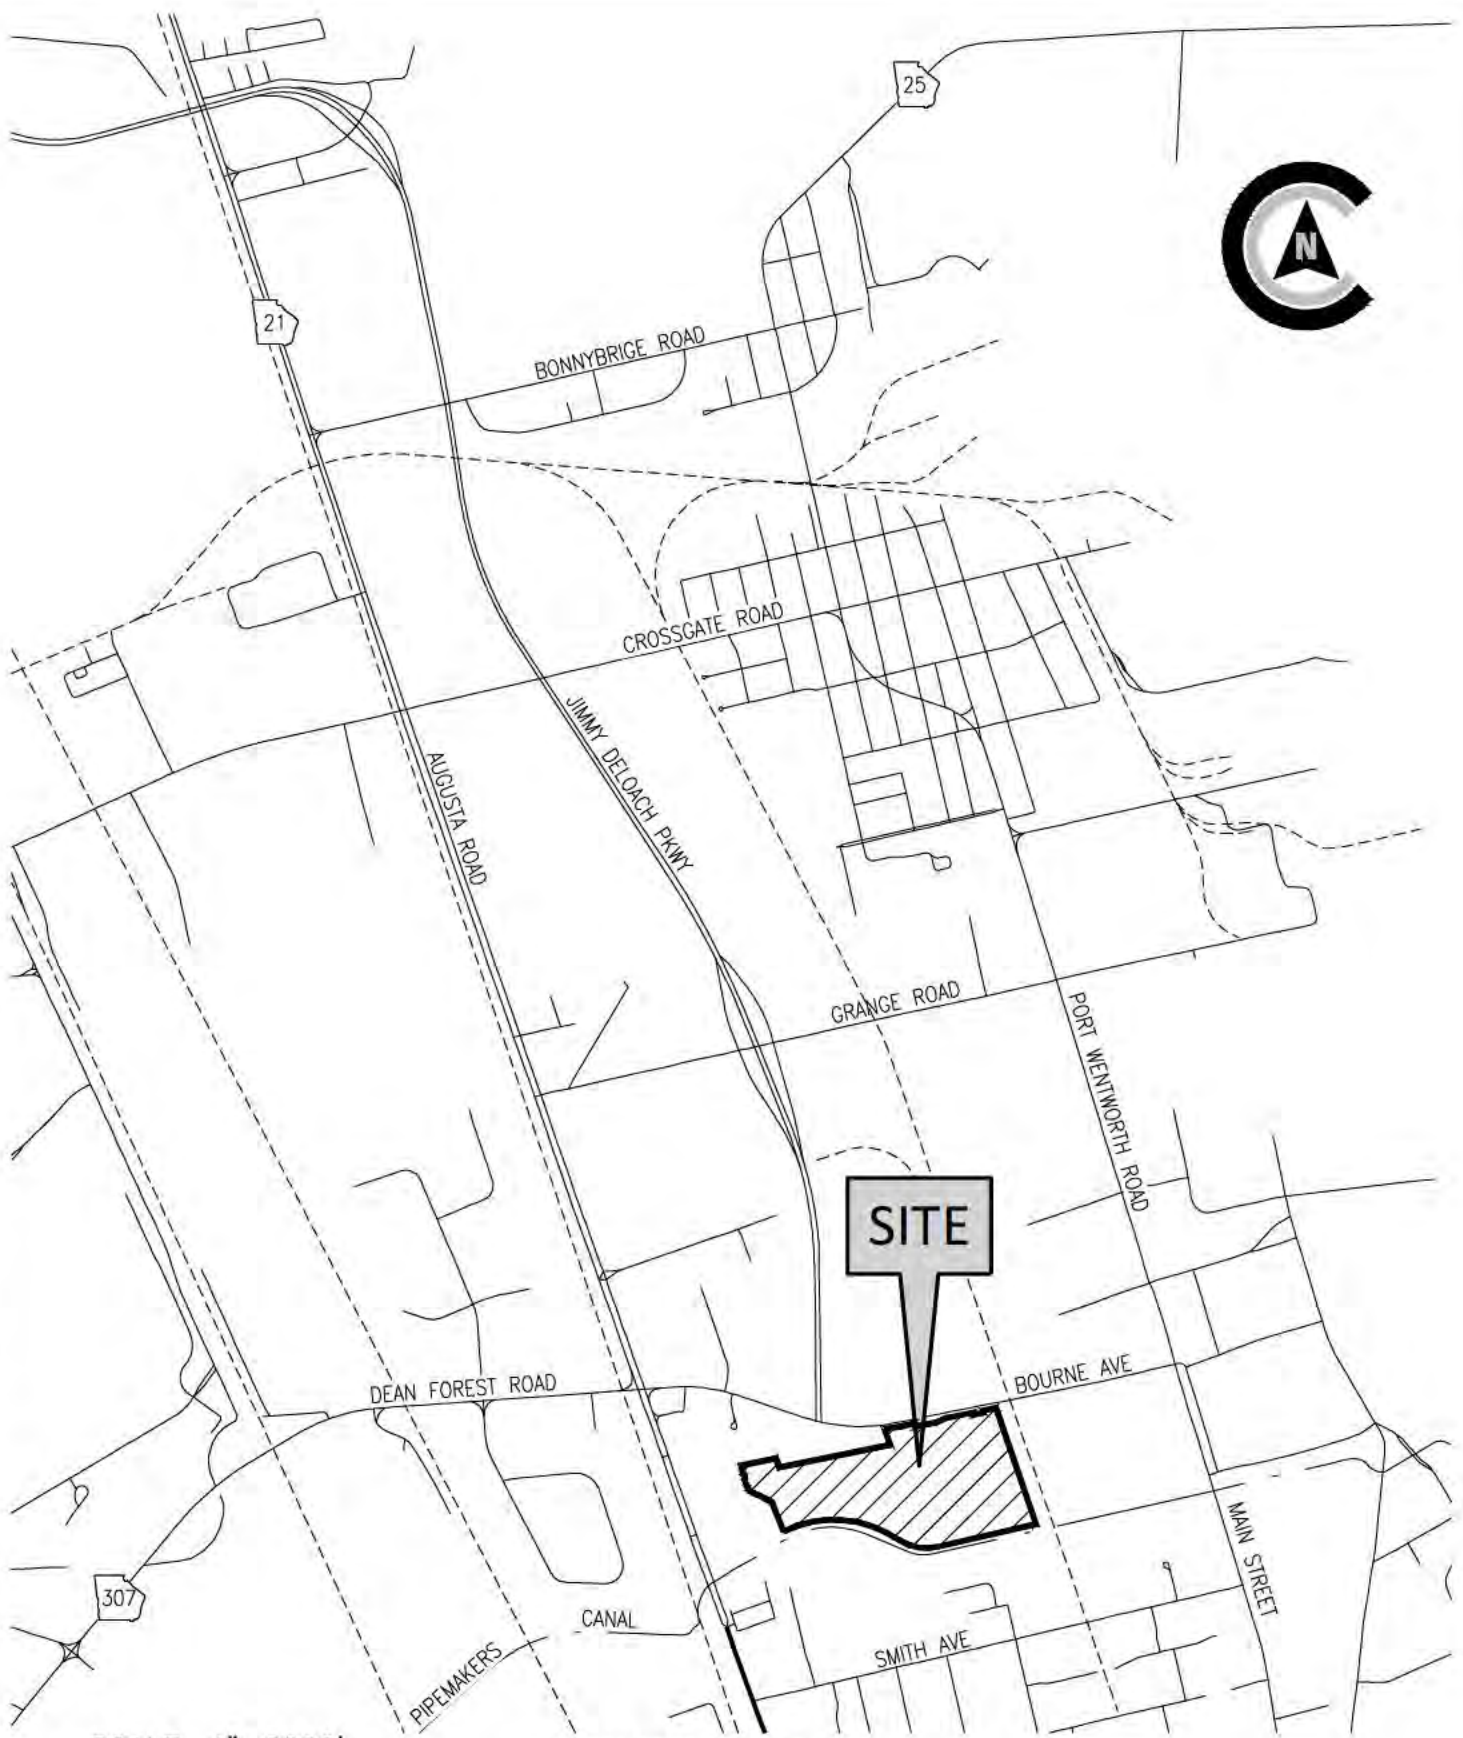 25
N
21
BONNYBRIGE ROAD
CROSSGATE ROAD
JIMMY DELOACH PKWY
AUGUSTA ROAD
GRANGE ROAD
PORT WENTWORTH ROAD
SITE
BOURNE AVE
DEAN FOREST ROAD
MAIN STREET
307
CANAL
SMITH AVE
PIPEMAKERS